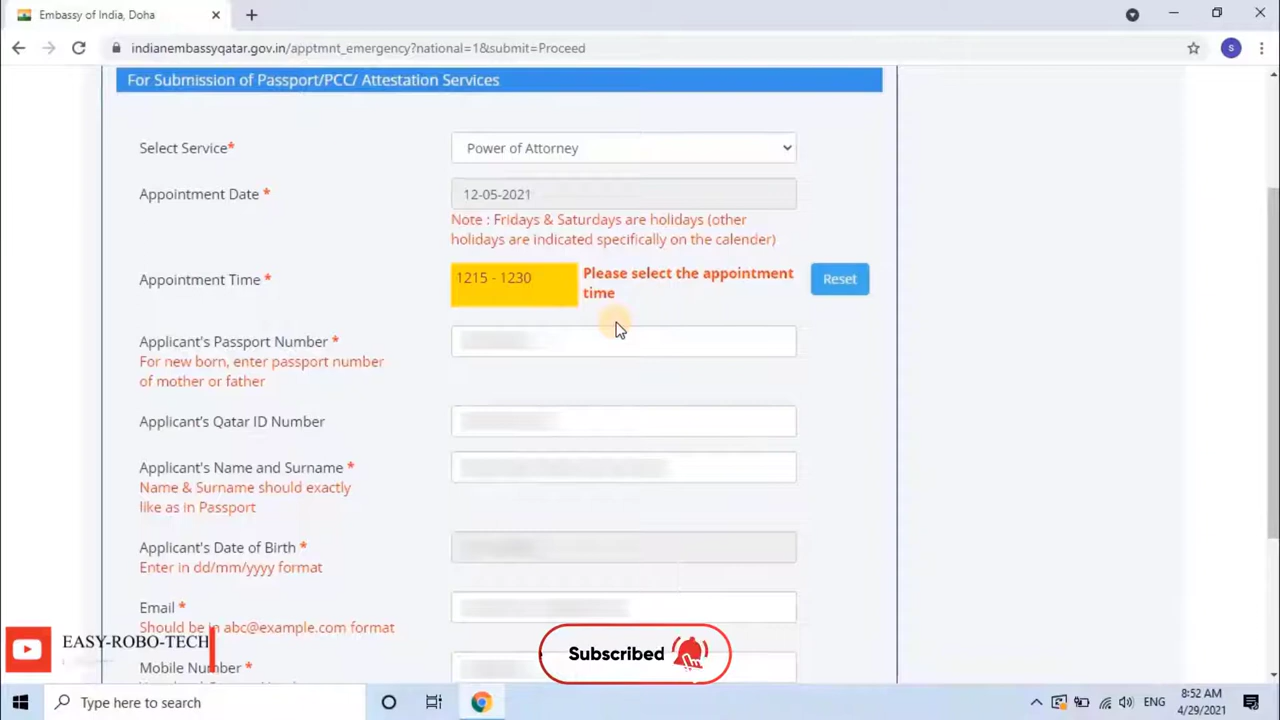 Embassy of India, Doha
indianembassyqatar.gov.in/apptmnt_emergency?national=1&submit=Proceed
S
For Submission of Passport/PCC/ Attestation Services
Select Service*
Power of Attorney
Appointment Date *
12-05-2021
Note : Fridays & Saturdays are holidays (other
holidays are indicated specifically on the calender)
Appointment Time *
1215 - 1230
Please select the appointment
time
Reset
Applicant's Passport Number *
For new born, enter passport number
of mother or father
Applicant's Qatar ID Number
Applicant's Name and Surname *
Name & Surname should exactly
like as in Passport
Applicant's Date of Birth *
Enter in dd/mm/yyyy format
Email *
Should be in abc@example.com format
EASY-ROBO-TECH
Subscribed
Mobile Number *
Type here to search
ENG
8:52 AM
4/29/2021